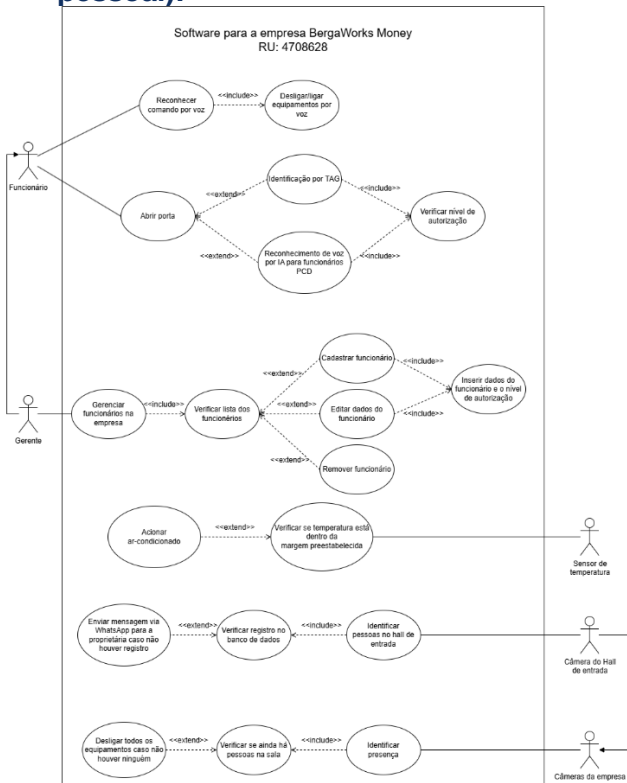 pessoal).
Software para a empresa BergaWorks Money
RU: 4708628
Reconhecer
comando por voz
<<include>>
Desligar/ligar
equipamentos por
voz
Funcionário
Abrir porta
<<extend>>
Identificação por TAG
<<include>>
Verificar nível de
autorização
<<extend>>
Reconhecimento de voz
por IA para funcionários
PCD
<<include>>
Gerente
Gerenciar
funcionários na
empresa
<<include>>
Verificar lista dos
funcionérios
<<extend>>
Cadastrar funcionário
<<include>>
Inserir dados do
funcionário e o nível
de autorização
<<extend>>
Editar dados do
funcionário
<<include>>
<<extend>>
Remover funcionário
Acionar
ar-condicionado
<<extend>>
Verificar se temperatura está
dentro da
margem preestabelecida
Sensor de
temperatura
Enviar mensagem via
WhatsApp para a
proprietária caso não
houver registro
<<extend>>
Verificar registro no
banco de dados
<<include>>
Identificar
pessoas no hall de
entrada
Câmera do Hall
de entrada
Desligar todos os
equipamentos caso não
houver ninguém
<<extend>>
Verificar se ainda há
pessoas na sala
<<include>>
Identificar
presença
Câmeras da empresa